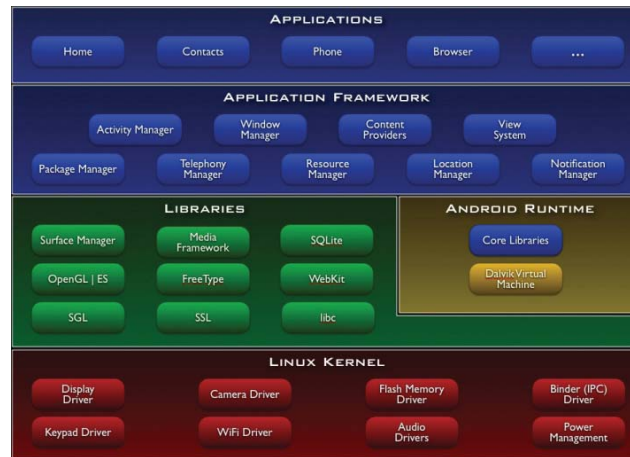 APPLICATIONS
Home
Contacts
Phone
Browser
...
APPLICATION FRAMEWORK
Activity Manager
Window
Manager
Content
Providers
View
System
Package Manager
Telephony
Manager
Resource
Manager
Location
Manager
Notification
Manager
LIBRARIES
Surface Manager
Media
Framework
SQLite
OpenGL | ES
FreeType
WebKit
SGL
SSL
libc
ANDROID RUNTIME
Core Libraries
Dalvik Virtual
Machine
LINUX KERNEL
Display
Driver
Camera Driver
Flash Memory
Driver
Binder (IPC)
Driver
Keypad Driver
WiFi Driver
Audio
Drivers
Power
Management